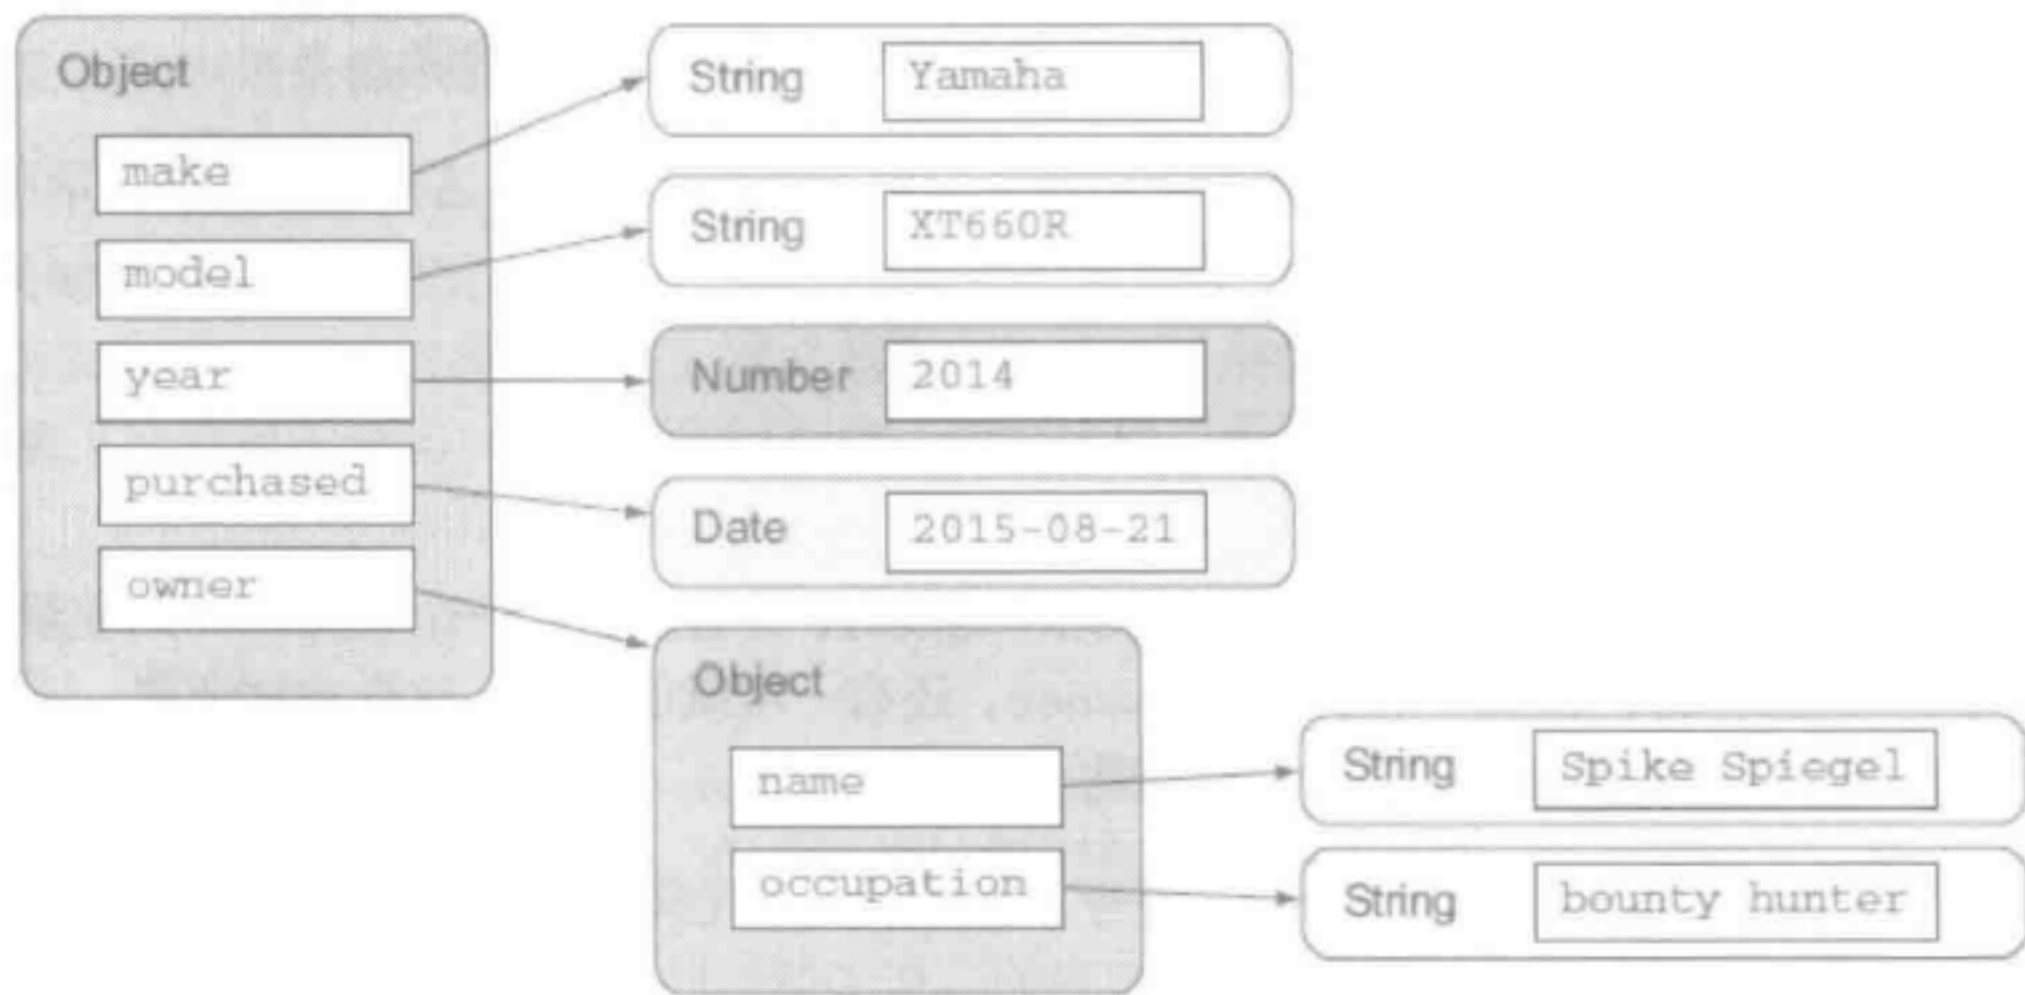 Object
make
model
year
purchased
owner
String Yamaha
String XT660R
Number 2014
Date 2015-08-21
Object
name
occupation
String Spike Spiegel
String bounty hunter